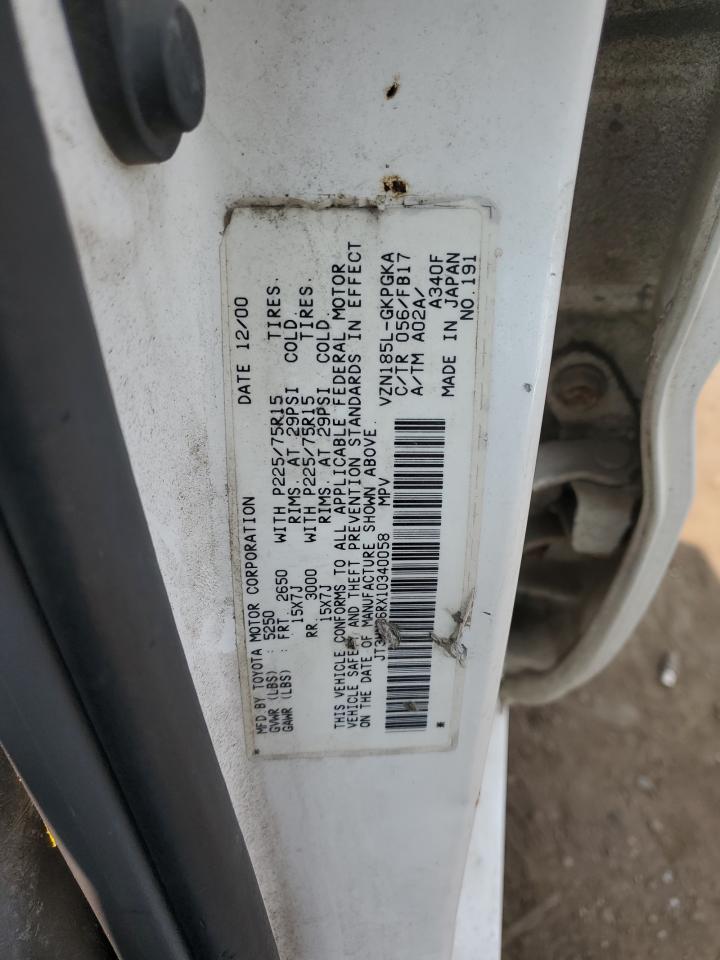 DATE 12/00
MFD BY TOYOTA MOTOR CORPORATION
GVWR (LBS) : 5250
GAWR (LBS) : FRT. 2650 WITH P225/75R15 TIRES.
15X7J RIMS. AT 29PSI COLD.
RR. 3000 WITH P225/75R15 TIRES.
15X7J RIMS. AT 29PSI COLD.
THIS VEHICLE CONFORMS TO ALL APPLICABLE FEDERAL MOTOR
VEHICLE SAFETY AND THEFT PREVENTION STANDARDS IN EFFECT
ON THE DATE OF MANUFACTURE SHOWN ABOVE.
MPV
VZN185L-GKPGKA
C/TR 056/FB17
A/TM A02A/
A340F
MADE IN JAPAN
NO.191